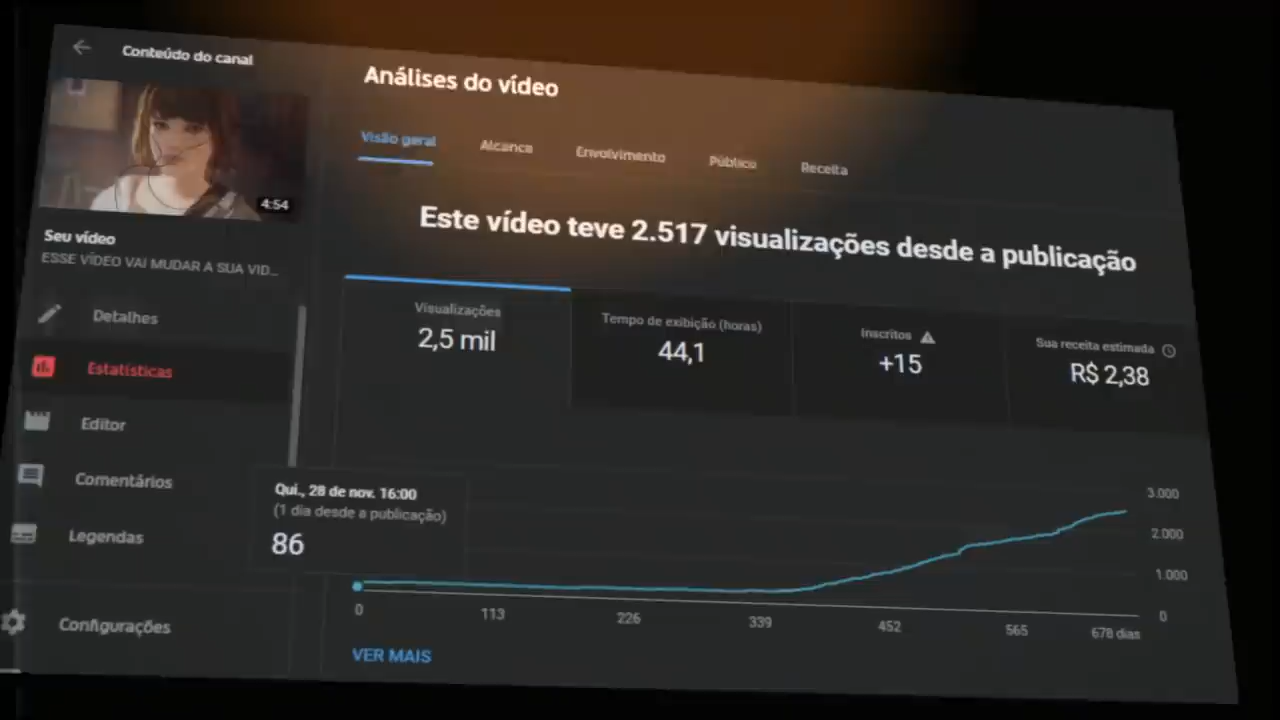 Conteúdo do canal
4:54
Seu vídeo
ESSE VÍDEO VAI MUDAR A SUA VID...
Detalhes
Estatísticas
Editor
Comentários
Legendas
Configurações
Análises do vídeo
Visão geral
Alcance
Envolvimento
Público
Receita
Este vídeo teve 2.517 visualizações desde a publicação
Visualizações
2,5 mil
Tempo de exibição (horas)
44,1
Inscritos
+15
Sua receita estimada
R$ 2,38
Qui., 28 de nov. 16:00
(1 dia desde a publicação)
86
3.000
2.000
1.000
0
0
113
226
339
452
565
678 dias
VER MAIS